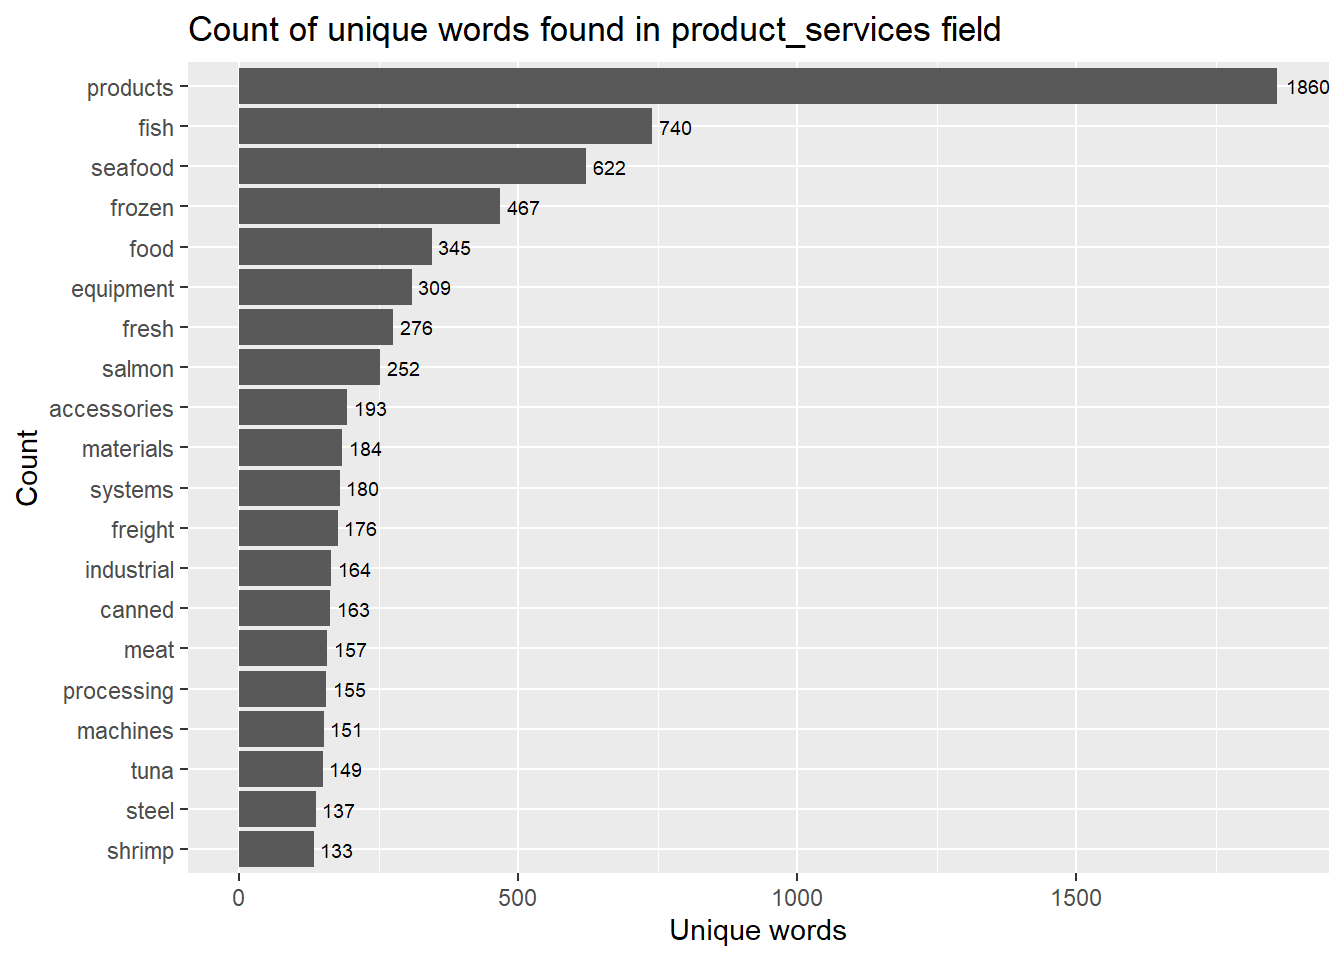 Count of unique words found in product_services field
products 1860
fish 740
seafood 622
frozen 467
food 345
equipment 309
fresh 276
salmon 252
accessories 193
materials 184
systems 180
freight 176
industrial 164
canned 163
meat 157
processing 155
machines 151
tuna 149
steel 137
shrimp 133
Count
0 500 1000 1500
Unique words